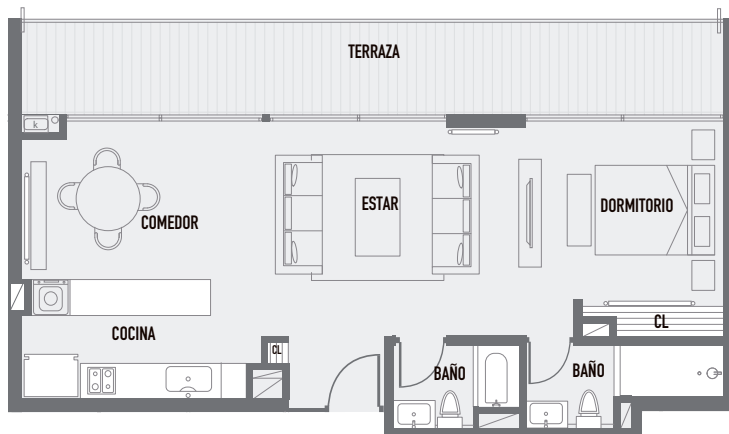 TERRAZA
k
ESTAR
DORMITORIO
COMEDOR
CL
COCINA
CL
BAÑO
BAÑO